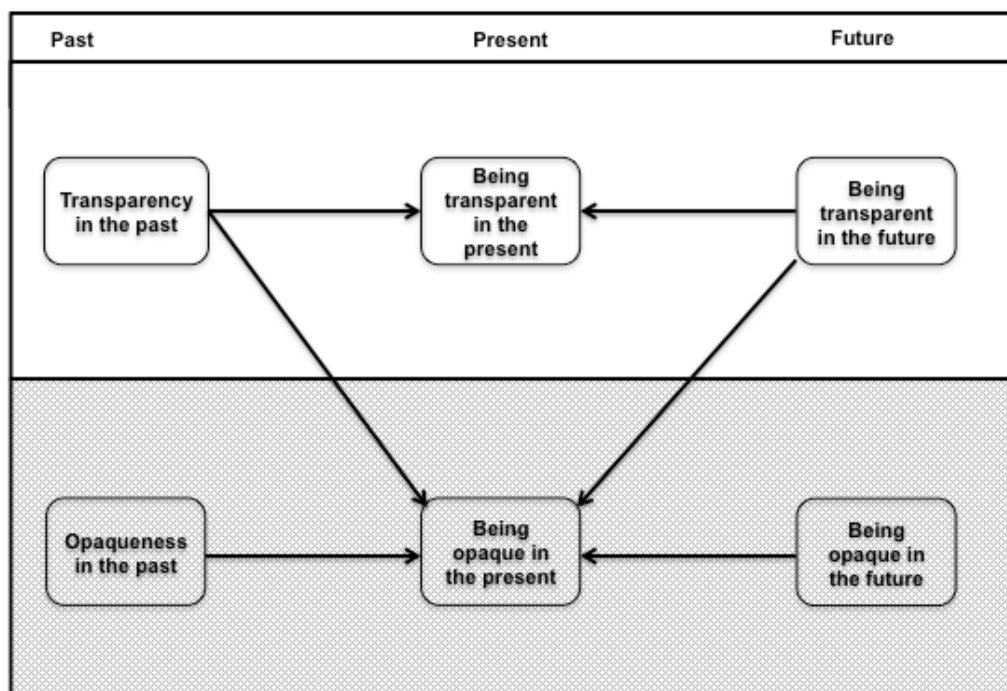 Past Present Future
Transparency
in the past
Being
transparent
in the
present
Being
transparent
in the future
Opaqueness
in the past
Being
opaque in
the present
Being
opaque in
the future